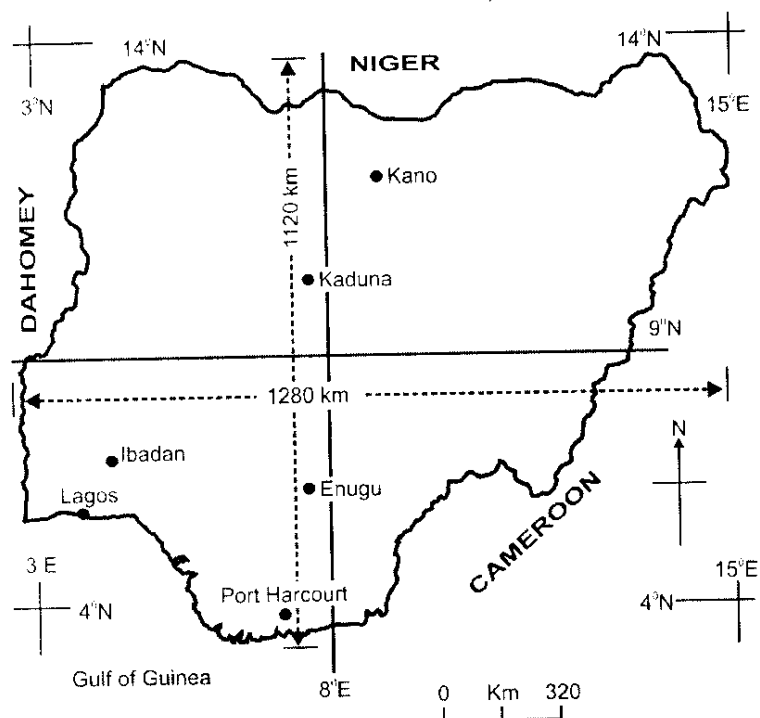 14°N
NIGER
14°N
3°N
15°E
Kano
DAHOMEY
1120 km
Kaduna
9°N
1280 km
Ibadan
N
Lagos
Enugu
CAMEROON
3 E
15°E
Port Harcourt
4°N
4°N
Gulf of Guinea
8°E
0 Km 320